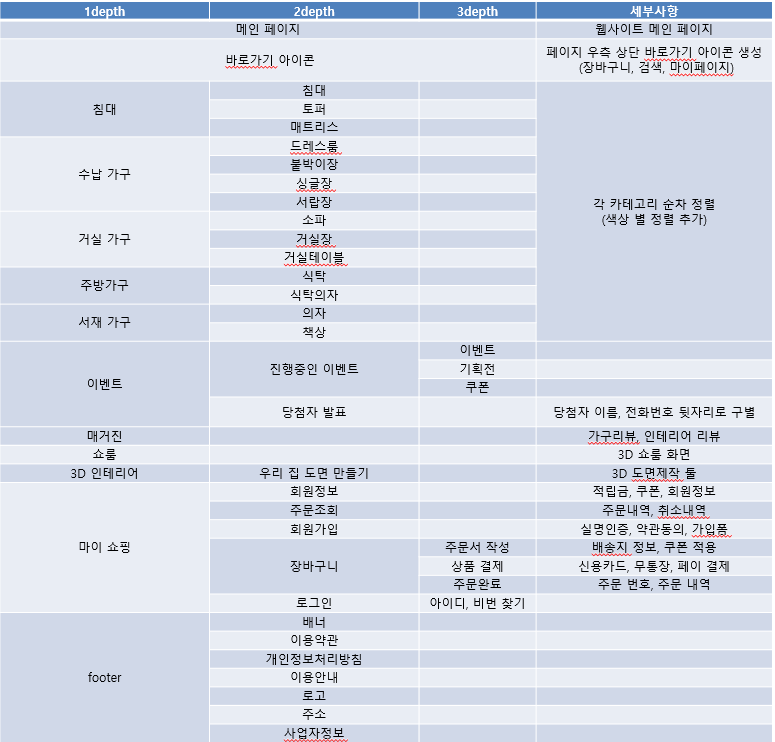 1depth 2depth 3depth 세부사항
메인 페이지 웹사이트 메인 페이지
바로가기 아이콘 페이지 우측 상단 바로가기 아이콘 생성
(장바구니, 검색, 마이페이지)
침대 침대
토퍼
매트리스
수납 가구 드레스룸
붙박이장
싱글장
서랍장
각 카테고리 순차 정렬
(색상 별 정렬 추가)
거실 가구 소파
거실장
거실테이블
주방가구 식탁
식탁의자
서재 가구 의자
책상
이벤트 진행중인 이벤트 이벤트
기획전
쿠폰
당첨자 발표 당첨자 이름, 전화번호 뒷자리로 구별
매거진 가구리뷰, 인테리어 리뷰
쇼룸 3D 쇼룸 화면
3D 인테리어 우리 집 도면 만들기 3D 도면제작 툴
마이 쇼핑 회원정보 적립금, 쿠폰, 회원정보
주문조회 주문내역, 취소내역
회원가입 실명인증, 약관동의, 가입폼
장바구니 주문서 작성 배송지 정보, 쿠폰 적용
상품 결제 신용카드, 무통장, 페이 결제
주문완료 주문 번호, 주문 내역
로그인 아이디, 비번 찾기
footer 배너
이용약관
개인정보처리방침
이용안내
로고
주소
사업자정보